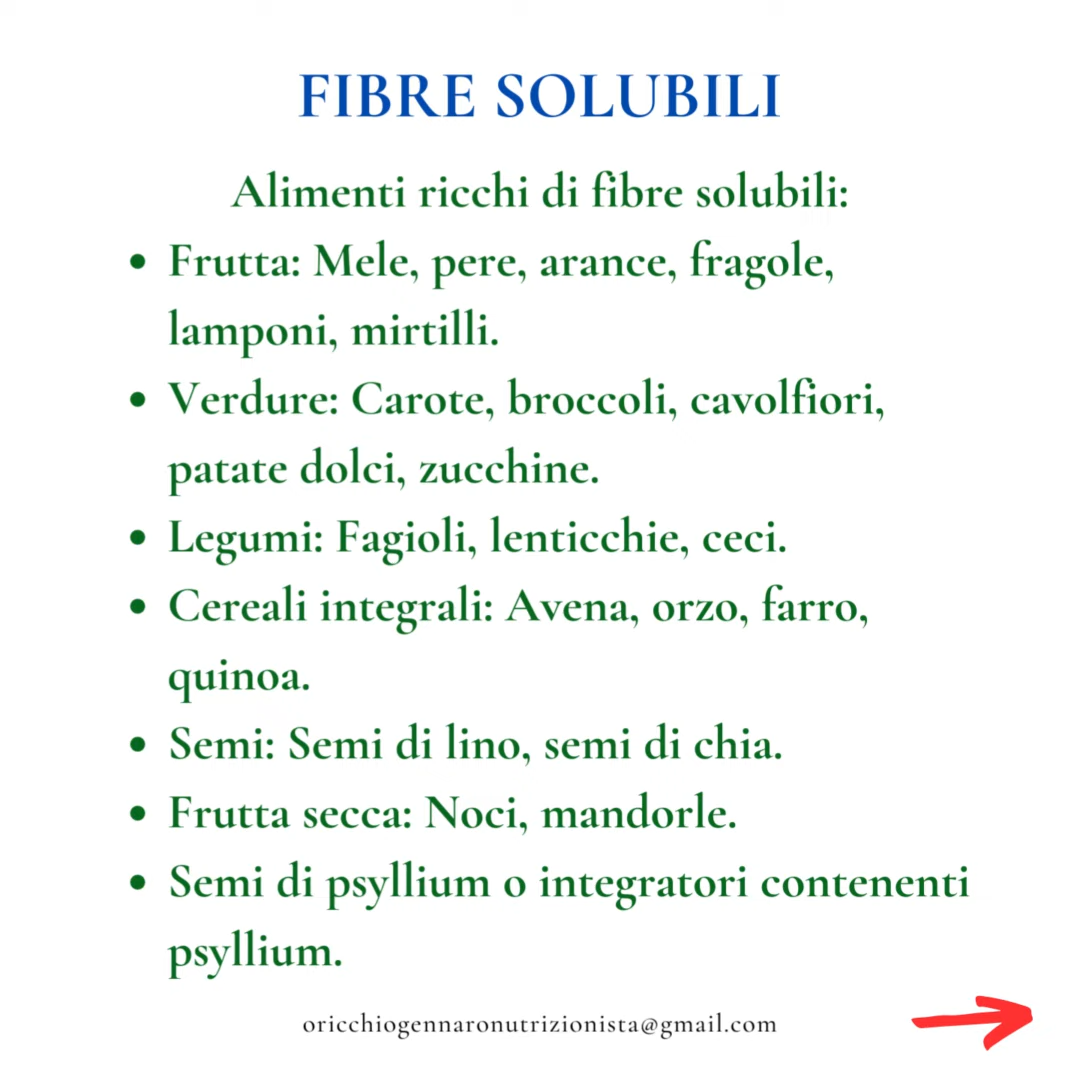 FIBRE SOLUBILI
Alimenti ricchi di fibre solubili:
• Frutta: Mele, pere, arance, fragole,
lamponi, mirtilli.
• Verdure: Carote, broccoli, cavolfiori,
patate dolci, zucchine.
• Legumi: Fagioli, lenticchie, ceci.
• Cereali integrali: Avena, orzo, farro,
quinoa.
• Semi: Semi di lino, semi di chia.
• Frutta secca: Noci, mandorle.
• Semi di psyllium o integratori contenenti
psyllium.
oricchiogennaronutrizionista@gmail.com